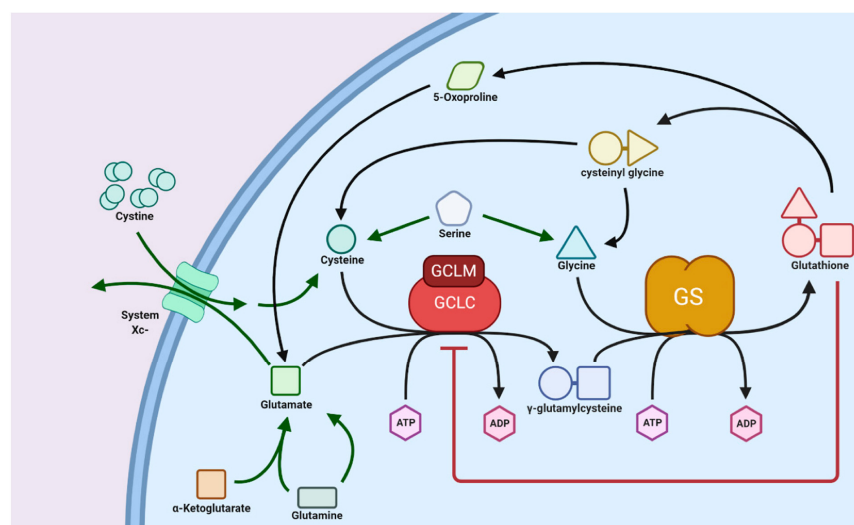 5-Oxoproline
cysteinyl glycine
Cystine
Serine
Cysteine
Glycine
Glutathione
GCLM
GCLC
GS
System
Xc-
Glutamate
γ-glutamylcysteine
ATP
ADP
ATP
ADP
α-Ketoglutarate
Glutamine